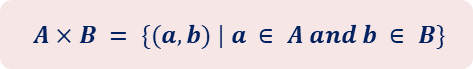 A × B = {(a, b) | a ∈ A and b ∈ B}